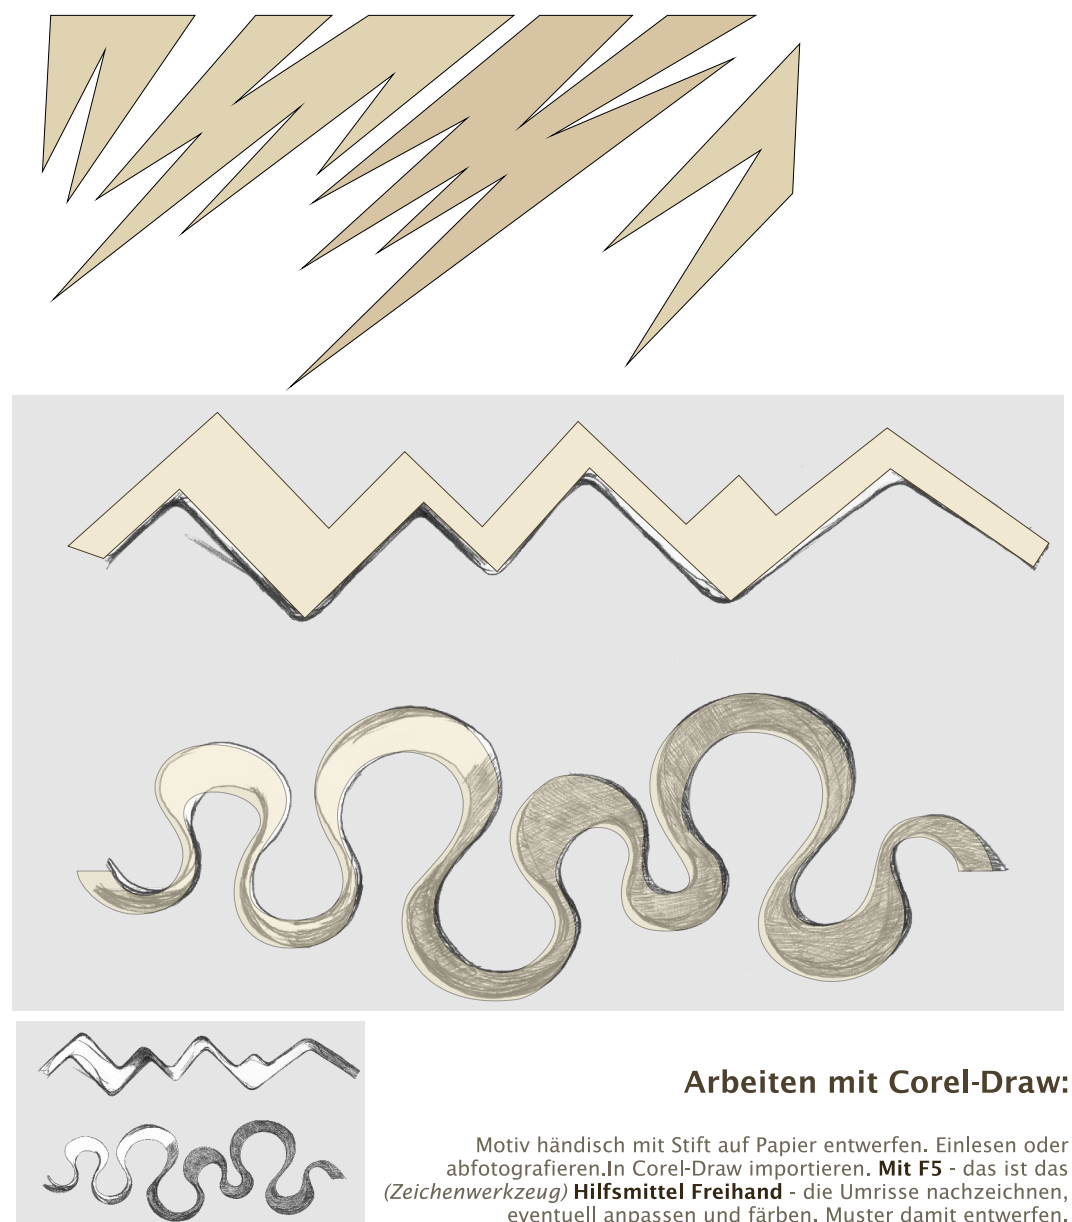 Arbeiten mit Corel-Draw:
Motiv händisch mit Stift auf Papier entwerfen. Einlesen oder
abfotografieren.In Corel-Draw importieren. Mit F5 - das ist das
(Zeichenwerkzeug) Hilfsmittel Freihand - die Umrisse nachzeichnen,
eventuell anpassen und färben. Muster damit entwerfen.